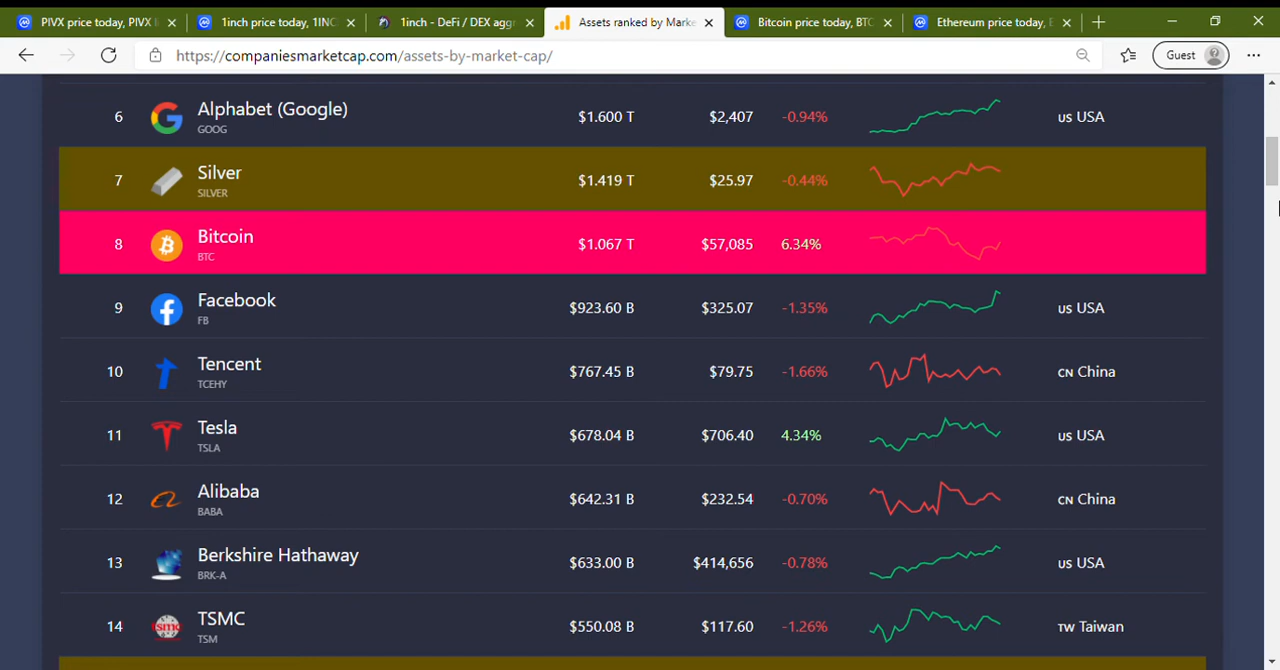 PIVX price today, PIVX l
1inch price today, 1INC
1inch - DeFi / DEX aggr
Assets ranked by Marke
Bitcoin price today, BTC
Ethereum price today, E
https://companiesmarketcap.com/assets-by-market-cap/
Guest
6 Alphabet (Google) $1.600 T $2,407 -0.94% us USA
GOOG
7 Silver $1.419 T $25.97 -0.44%
SILVER
8 Bitcoin $1.067 T $57,085 6.34%
BTC
9 Facebook $923.60 B $325.07 -1.35% us USA
FB
10 Tencent $767.45 B $79.75 -1.66% CN China
TCEHY
11 Tesla $678.04 B $706.40 4.34% us USA
TSLA
12 Alibaba $642.31 B $232.54 -0.70% CN China
BABA
13 Berkshire Hathaway $633.00 B $414,656 -0.78% us USA
BRK-A
14 TSMC $550.08 B $117.60 -1.26% TW Taiwan
tsmc
TSM